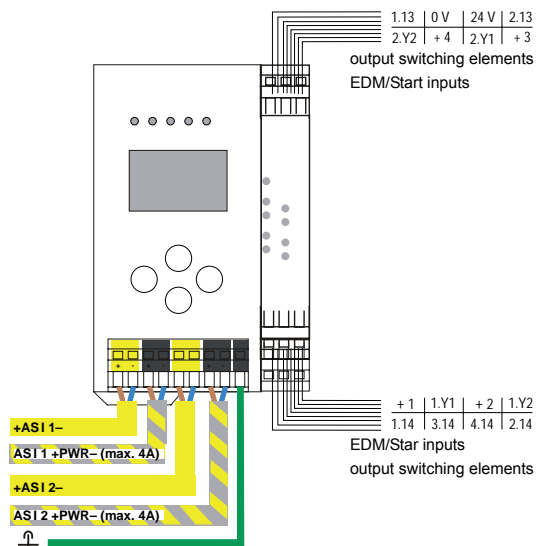 1.13 | 0 V | 24 V | 2.13
2.Y2 | + 4 | 2.Y1 | + 3
output switching elements
EDM/Start inputs
+ - + - + -
+ASI 1–
ASI 1 +PWR– (max. 4A)
+ASI 2–
ASI 2 +PWR– (max. 4A)
+ 1 | 1.Y1 | + 2 | 1.Y2
1.14 | 3.14 | 4.14 | 2.14
EDM/Star inputs
output switching elements